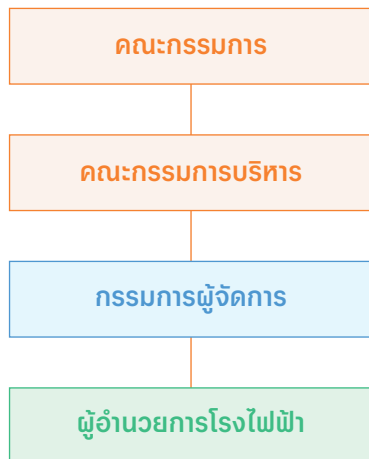 คณะกรรมการ
คณะกรรมการบริหาร
กรรมการผู้จัดการ
ผู้อำนวยการโรงไฟฟ้า